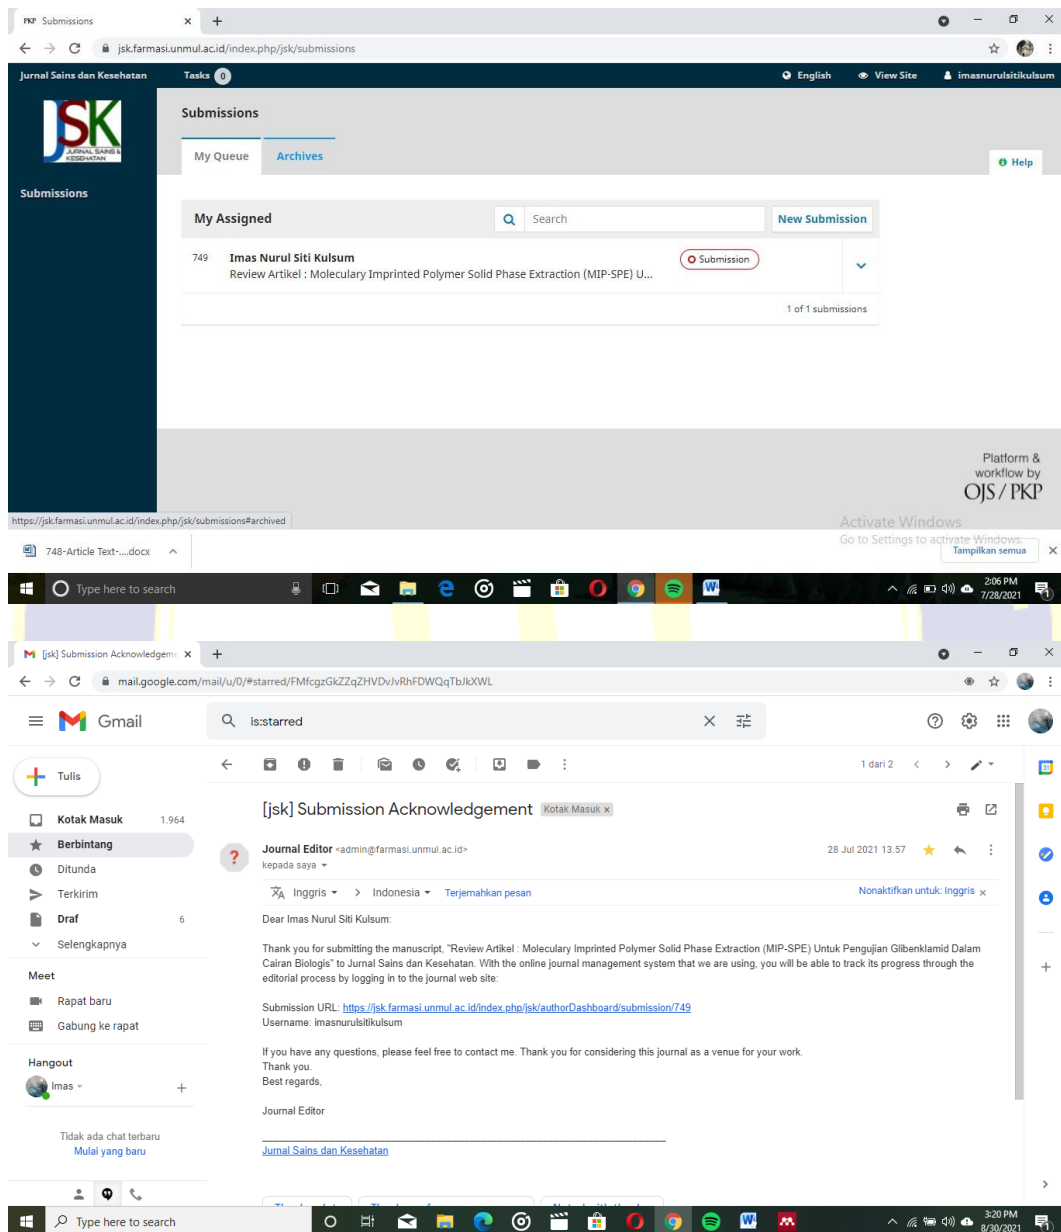 PKP Submissions
jsk.farmasi.unmul.ac.id/index.php/jsk/submissions
Jurnal Sains dan Kesehatan Tasks 0 English View Site imasnurulsitikulsum
JSK
JURNAL SAINS &
KESEHATAN
Submissions
My Queue Archives
Help
Submissions
My Assigned Search New Submission
749 Imas Nurul Siti Kulsum Submission
Review Artikel : Moleculary Imprinted Polymer Solid Phase Extraction (MIP-SPE) U...
1 of 1 submissions
Platform &
workflow by
OJS / PKP
https://jsk.farmasi.unmul.ac.id/index.php/jsk/submissions#archived
Activate Windows
Go to Settings to activate Windows.
748-Article Text-....docx Tampilkan semua
Type here to search 2:06 PM
7/28/2021
[jsk] Submission Acknowledgeme
mail.google.com/mail/u/0/#starred/FMfcgzGkZZqZHVDvJvRhFDWQqTbJkXWL
Gmail is:starred
Tulis 1 dari 2
[jsk] Submission Acknowledgement Kotak Masuk x
Kotak Masuk 1.964
Berbintang
Journal Editor <admin@farmasi.unmul.ac.id> 28 Jul 2021 13.57
kepada saya
Ditunda
Terkirim
Inggris > Indonesia Terjemahkan pesan Nonaktifkan untuk: Inggris x
Draf 6
Selengkapnya
Meet
Rapat baru
Gabung ke rapat
Hangout
Imas
Tidak ada chat terbaru
Mulai yang baru
Dear Imas Nurul Siti Kulsum:
Thank you for submitting the manuscript, "Review Artikel : Moleculary Imprinted Polymer Solid Phase Extraction (MIP-SPE) Untuk Pengujian Glibenklamid Dalam
Cairan Biologis" to Jurnal Sains dan Kesehatan. With the online journal management system that we are using, you will be able to track its progress through the
editorial process by logging in to the journal web site:
Submission URL: https://jsk.farmasi.unmul.ac.id/index.php/jsk/authorDashboard/submission/749
Username: imasnurulsitikulsum
If you have any questions, please feel free to contact me. Thank you for considering this journal as a venue for your work.
Thank you.
Best regards,
Journal Editor
Jurnal Sains dan Kesehatan
Type here to search 3:20 PM
8/30/2021